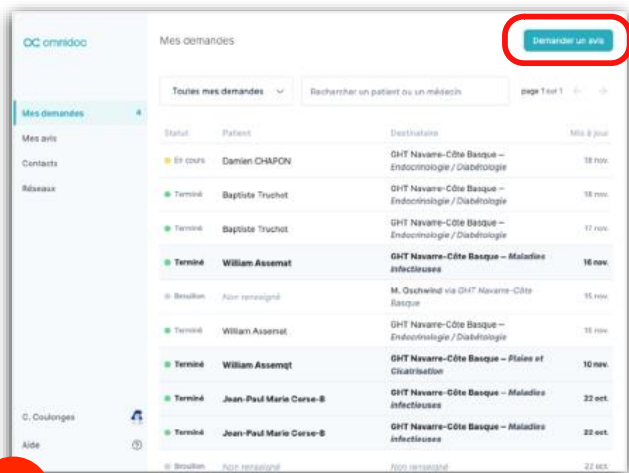 omnidoc
Mes demandes
Demander un avis
Toutes mes demandes
Rechercher un patient ou un médecin
page 1 sur 1
Mes demandes 4
Mes avis
Contacts
Réseaux
Statut Patient Destinataire Mis à jour
En cours Damien CHAPON GHT Navarre-Côte Basque – 18 nov.
Endocrinologie / Diabétologie
Terminé Baptiste Truchot GHT Navarre-Côte Basque – 18 nov.
Endocrinologie / Diabétologie
Terminé Baptiste Truchot GHT Navarre-Côte Basque – 17 nov.
Endocrinologie / Diabétologie
Terminé William Assemat GHT Navarre-Côte Basque – Maladies 16 nov.
infectieuses
Brouillon Non renseigné M. Oschwind via GHT Navarre-Côte 15 nov.
Basque
Terminé William Assemat GHT Navarre-Côte Basque – 15 nov.
Endocrinologie / Diabétologie
Terminé William Assemqt GHT Navarre-Côte Basque – Plaies et 10 nov.
Cicatrisation
Terminé Jean-Paul Marie Cerse-B GHT Navarre-Côte Basque – Maladies 22 oct.
infectieuses
Terminé Jean-Paul Marie Cerse-B GHT Navarre-Côte Basque – Maladies 22 oct.
infectieuses
Brouillon Non renseigné Non renseigné 22 oct.
C. Coulonges
Aide